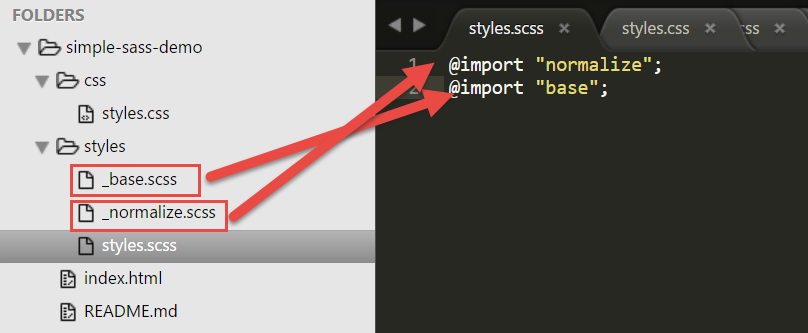 FOLDERS
simple-sass-demo
css
styles.css
styles
_base.scss
_normalize.scss
styles.scss
index.html
README.md
styles.scss ×
styles.css ×
css ×
1 @import "normalize";
2 @import "base";